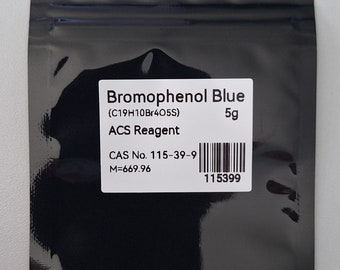 Bromophenol Blue
(C19H10Br4O5S) 5g
ACS Reagent
CAS No. 115-39-9
M=669.96
115399